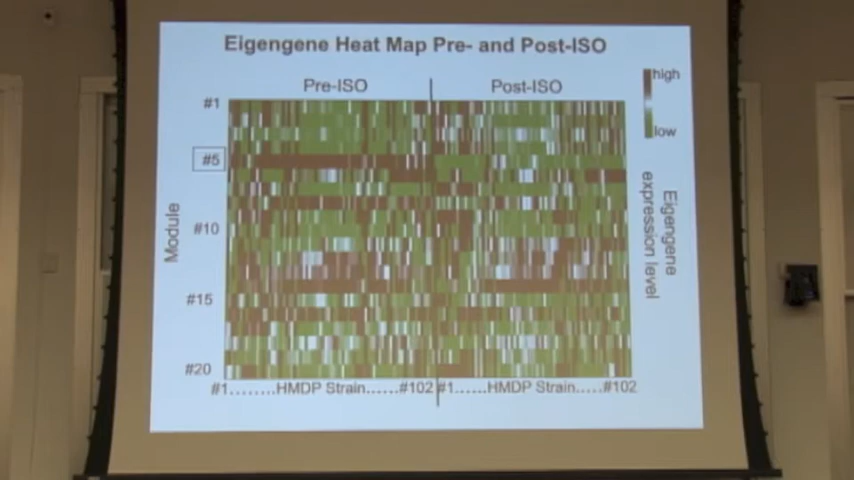 Eigengene Heat Map Pre- and Post-ISO
Pre-ISO
Post-ISO
high
low
#1
#5
#10
#15
#20
Module
Eigengene
expression level
#1........HMDP Strain......#102
#1......HMDP Strain.....#102